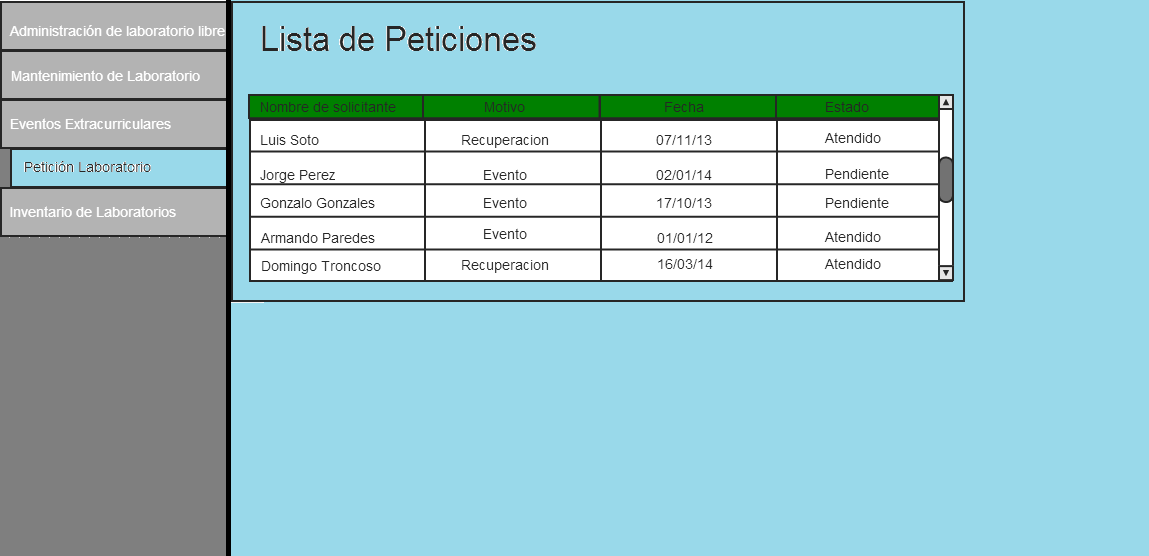 Administración de laboratorio libre
Mantenimiento de Laboratorio
Eventos Extracurriculares
Petición Laboratorio
Inventario de Laboratorios
Lista de Peticiones
Nombre de solicitante Motivo Fecha Estado
Luis Soto Recuperacion 07/11/13 Atendido
Jorge Perez Evento 02/01/14 Pendiente
Gonzalo Gonzales Evento 17/10/13 Pendiente
Armando Paredes Evento 01/01/12 Atendido
Domingo Troncoso Recuperacion 16/03/14 Atendido